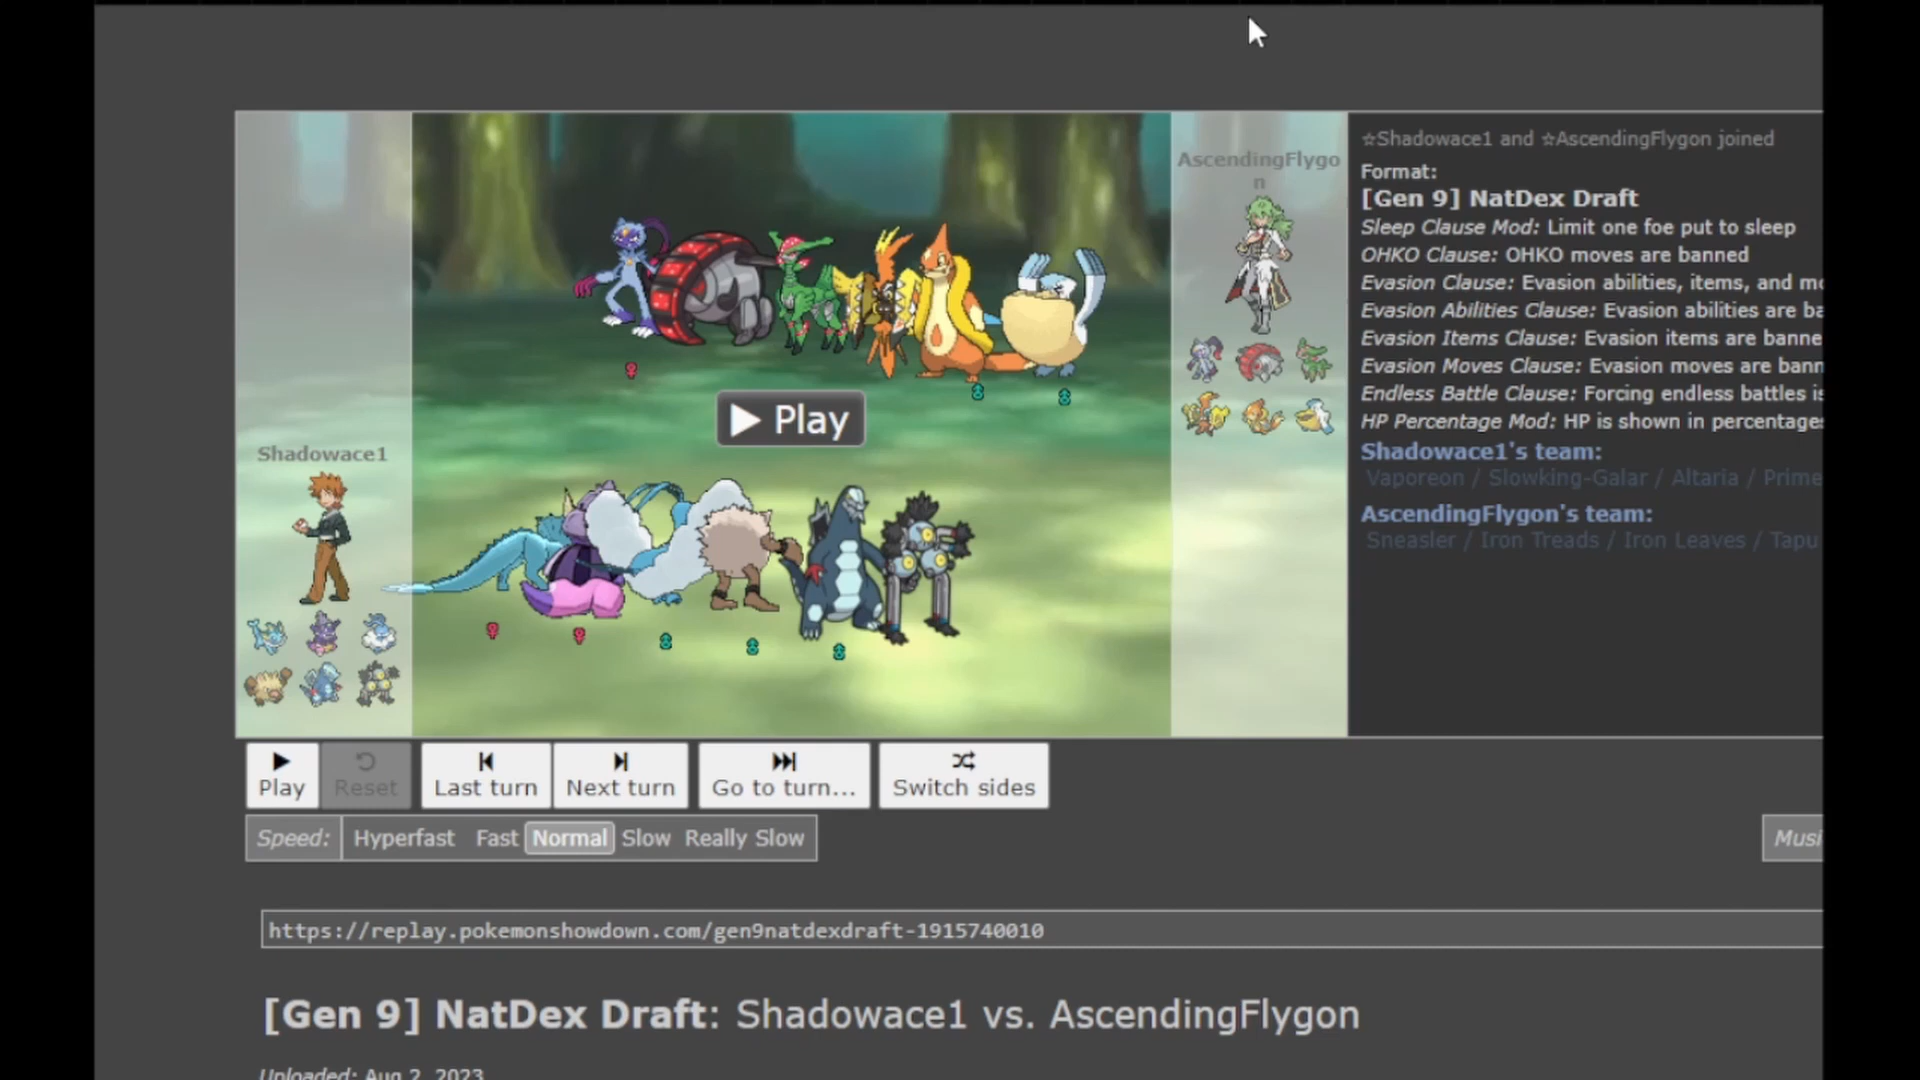 ☆Shadowace1 and ☆AscendingFlygon joined
Format:
[Gen 9] NatDex Draft
Sleep Clause Mod: Limit one foe put to sleep
OHKO Clause: OHKO moves are banned
Evasion Clause: Evasion abilities, items, and mo
Evasion Abilities Clause: Evasion abilities are ba
Evasion Items Clause: Evasion items are banne
Evasion Moves Clause: Evasion moves are bann
Endless Battle Clause: Forcing endless battles is
HP Percentage Mod: HP is shown in percentages
Shadowace1's team:
Vaporeon / Slowking-Galar / Altaria / Prime
AscendingFlygon's team:
Sneasler / Iron Treads / Iron Leaves / Tapu
AscendingFlygo
n
Play
Shadowace1
Play
Reset
Last turn
Next turn
Go to turn...
Switch sides
Speed: Hyperfast Fast Normal Slow Really Slow
Musi
https://replay.pokemonshowdown.com/gen9natdexdraft-1915740010
[Gen 9] NatDex Draft: Shadowace1 vs. AscendingFlygon
Uploaded: Aug 2, 2023